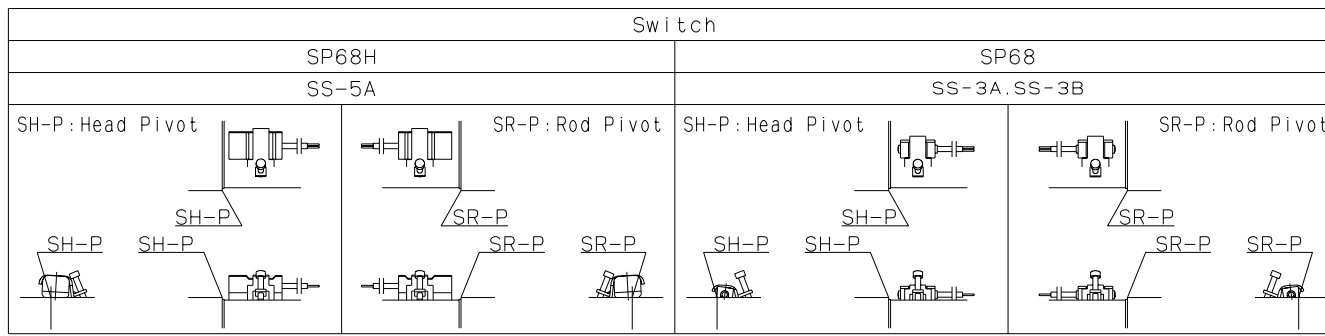 Switch
SP68H
SP68
SS-5A
SS-3A.SS-3B
SH-P:Head Pivot
SR-P:Rod Pivot
SH-P:Head Pivot
SR-P:Rod Pivot
SH-P
SR-P
SH-P
SR-P
SH-P
SH-P
SR-P
SR-P
SH-P
SH-P
SR-P
SR-P